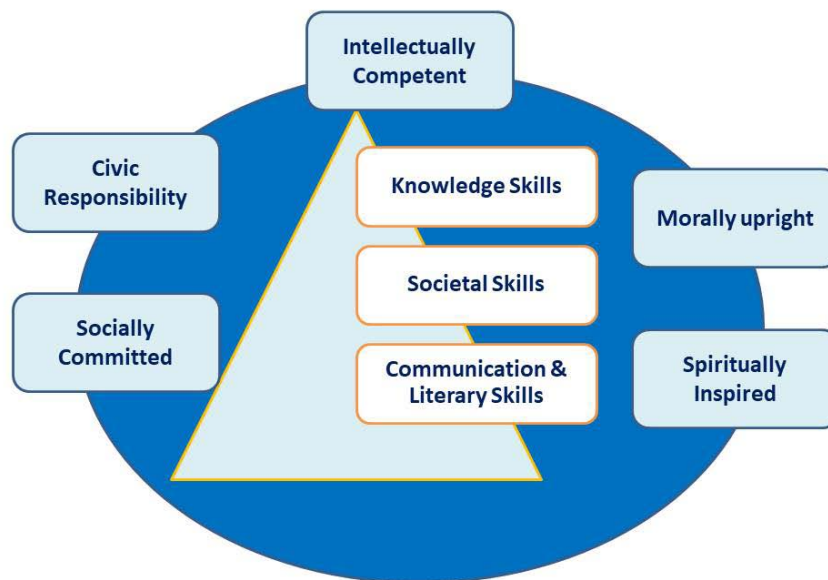 Intellectually
Competent
Civic
Responsibility
Knowledge Skills
Morally upright
Societal Skills
Socially
Committed
Communication &
Literary Skills
Spiritually
Inspired